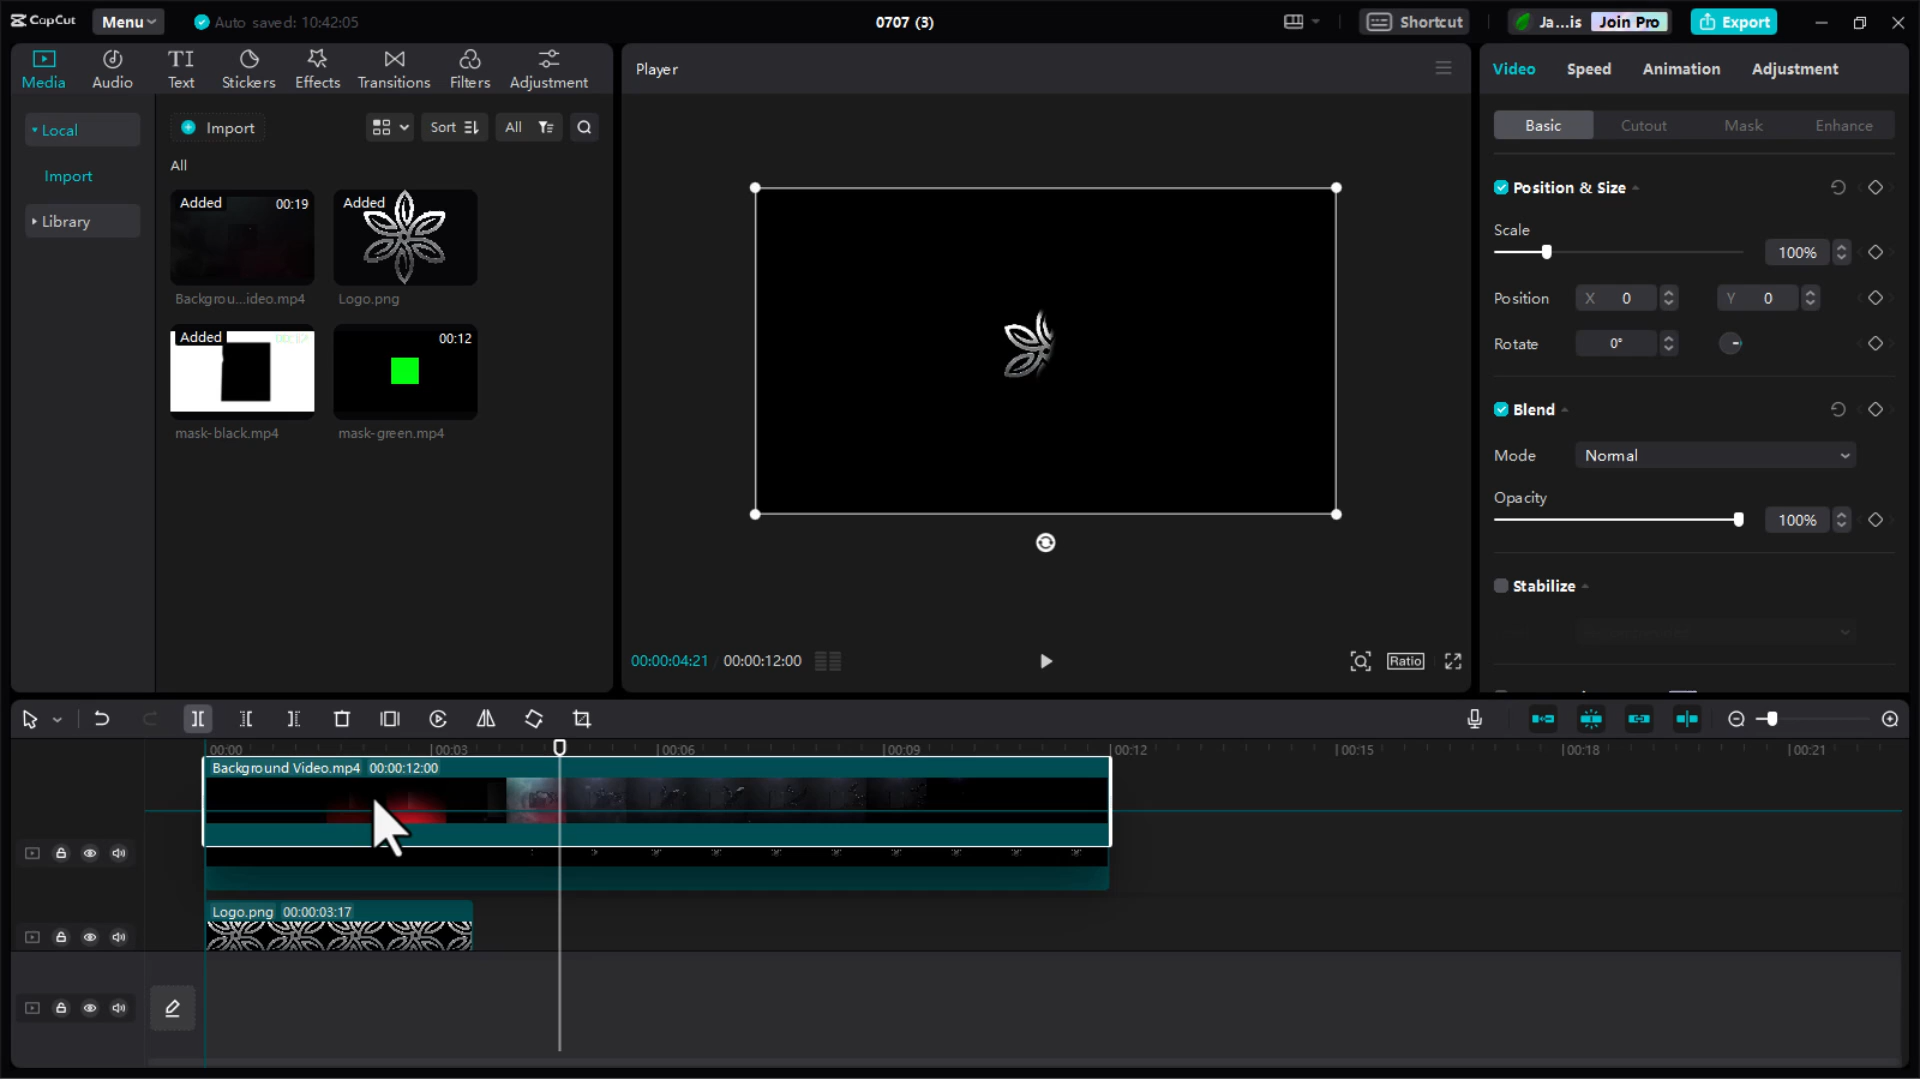 CapCut
Menu
Auto saved: 10:42:05
0707 (3)
Shortcut
Ja...is
Join Pro
Export
Media
Audio
TI
Text
Stickers
Effects
Transitions
Filters
Adjustment
Player
Video
Speed
Animation
Adjustment
Local
Import
Library
Import
Sort
All
All
Added
00:19
Backgrou...ideo.mp4
Added
Logo.png
Added
mask-black.mp4
00:12
mask-green.mp4
Basic
Cutout
Mask
Enhance
Position & Size
Scale
100%
Position
X 0
Y 0
Rotate
0°
Blend
Mode
Normal
Opacity
100%
Stabilize
00:00:04:21
00:00:12:00
Ratio
00:00
00:03
00:06
00:09
00:12
00:15
00:18
00:21
Background Video.mp4 00:00:12:00
Logo.png 00:00:03:17